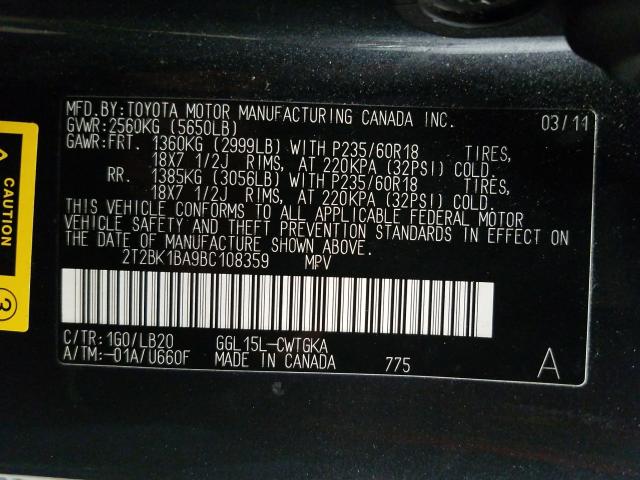 MFD.BY: TOYOTA MOTOR MANUFACTURING CANADA INC. 03/11
GVWR: 2560KG (5650LB)
GAWR: FRT. 1360KG (2999LB) WITH P235/60R18 TIRES,
18X7 1/2J RIMS, AT 220KPA (32PSI) COLD.
RR. 1385KG (3056LB) WITH P235/60R18 TIRES,
18X7 1/2J RIMS, AT 220KPA (32PSI) COLD.
THIS VEHICLE CONFORMS TO ALL APPLICABLE FEDERAL MOTOR
VEHICLE SAFETY AND THEFT PREVENTION STANDARDS IN EFFECT ON
THE DATE OF MANUFACTURE SHOWN ABOVE.
2T2BK1BA9BC108359 MPV
C/TR: 1G0/LB20 GGL15L-CWTGKA
A/TM: -01A/U660F MADE IN CANADA 775 A
CAUTION
3